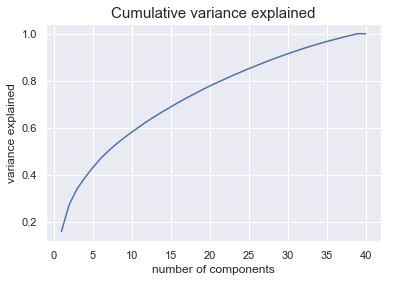 Cumulative variance explained
variance explained
1.0
0.8
0.6
0.4
0.2
0 5 10 15 20 25 30 35 40
number of components